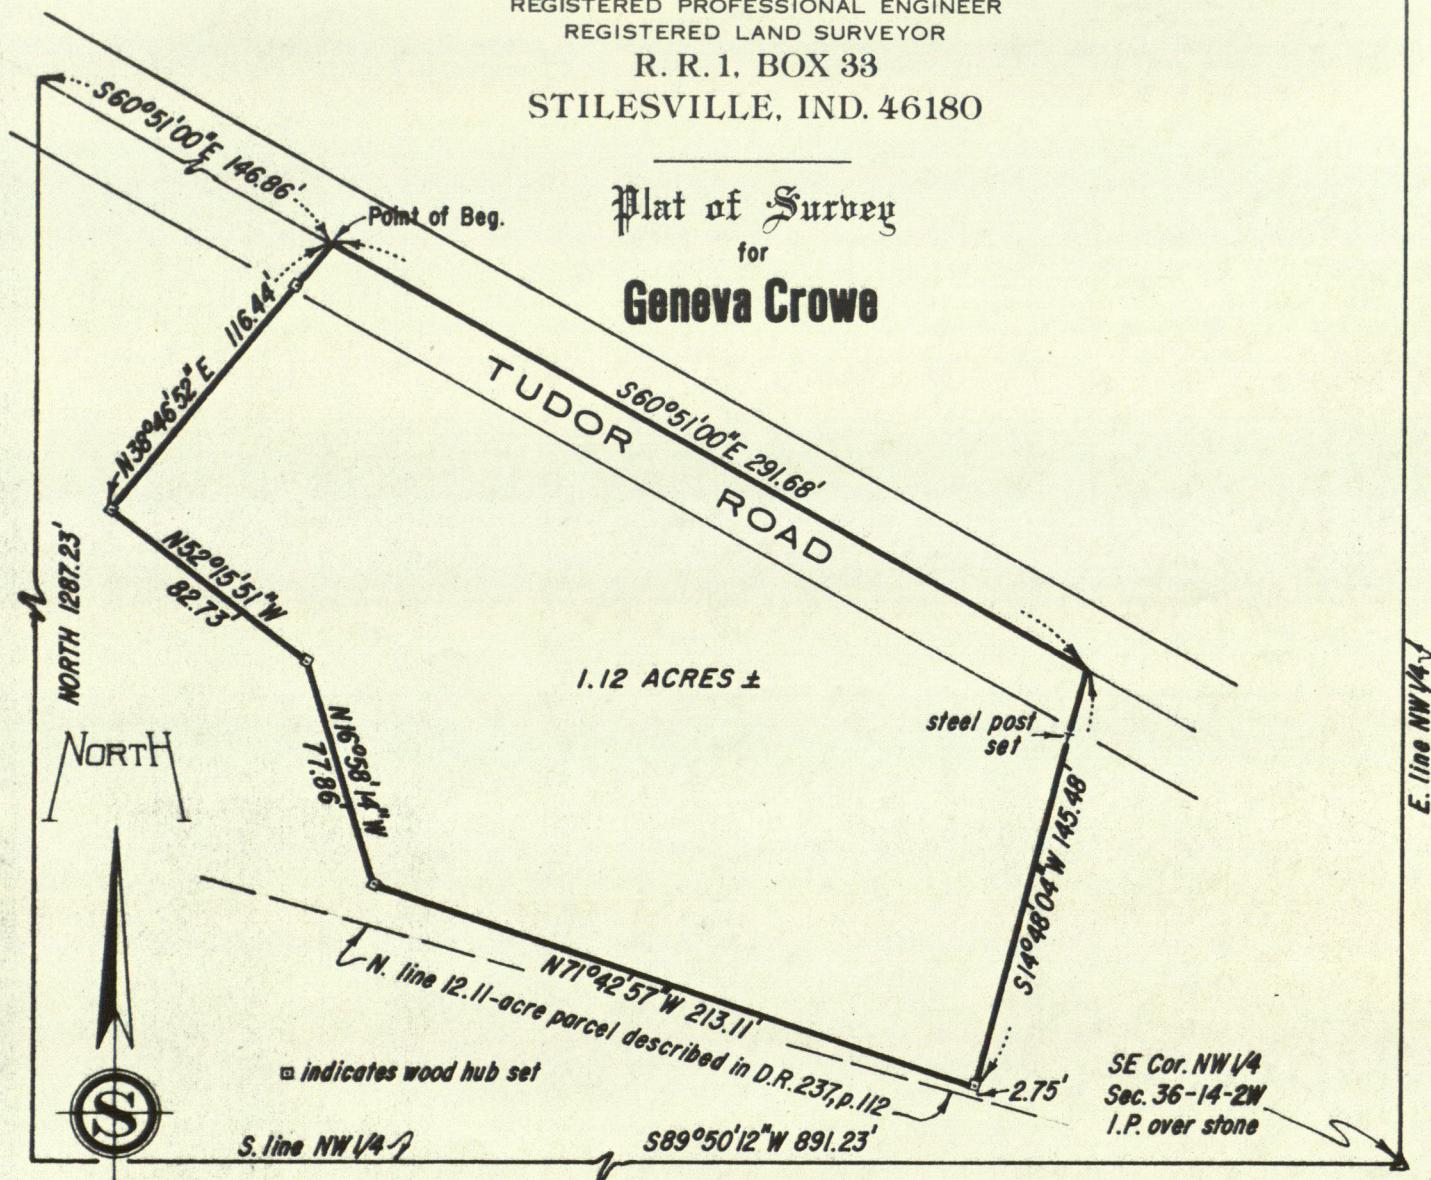 REGISTERED PROFESSIONAL ENGINEER
REGISTERED LAND SURVEYOR
R. R. 1, BOX 33
STILESVILLE, IND. 46180
Plat of Survey
for
Geneva Crowe
S60°51'00"E 146.86'
Point of Beg.
116.44'
N38°46'52"E
TUDOR ROAD
S60°51'00"E 291.68'
N52°15'51"W
82.73'
NORTH 1287.23'
1.12 ACRES ±
steel post
set
E. line NW1/4
NORTH
N16°58'14"W
77.86'
S14°48'04"W 145.48'
N71°42'57"W 213.11'
N. line 12.11-acre parcel described in D.R. 237, p. 112
indicates wood hub set
2.75'
SE Cor. NW1/4
Sec. 36-14-2W
I.P. over stone
S
S. line NW1/4
S89°50'12"W 891.23'